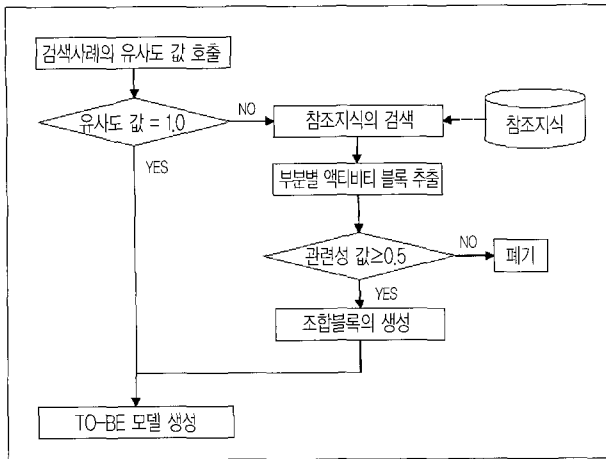 검색사례의 유사도 값 호출
유사도 값 = 1.0
NO
참조지식의 검색
참조지식
YES
부분별 액티비티 블록 추출
관련성 값≥0.5
NO
폐기
YES
조합블록의 생성
TO-BE 모델 생성